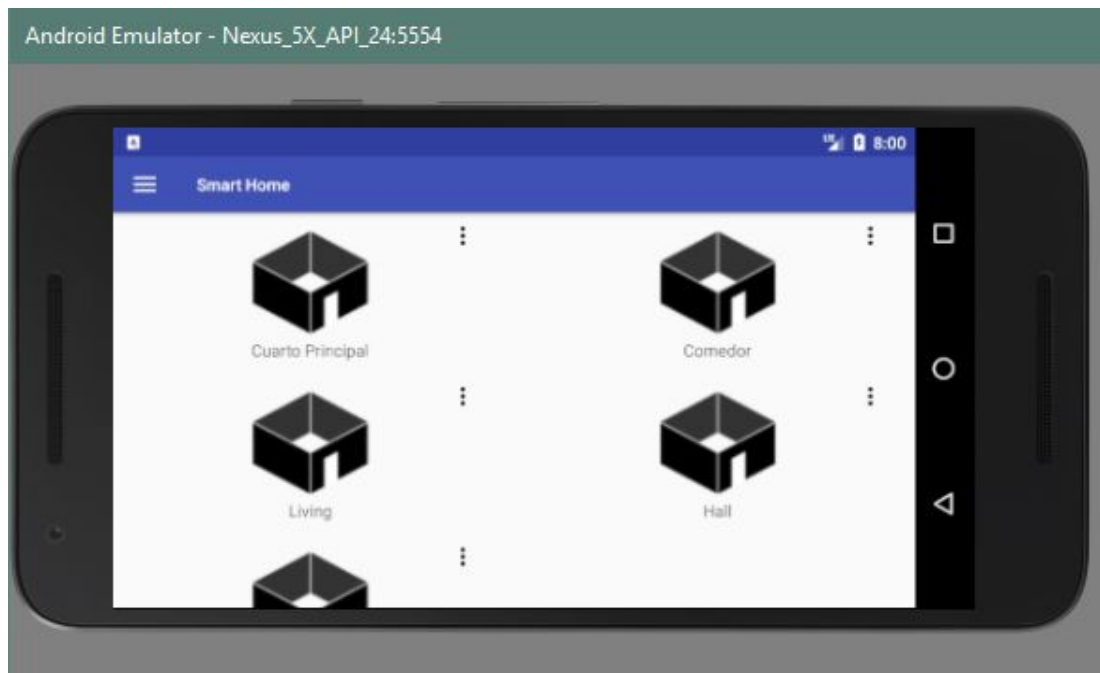 Android Emulator - Nexus_5X_API_24:5554
8:00
Smart Home
Cuarto Principal
Comedor
Living
Hall